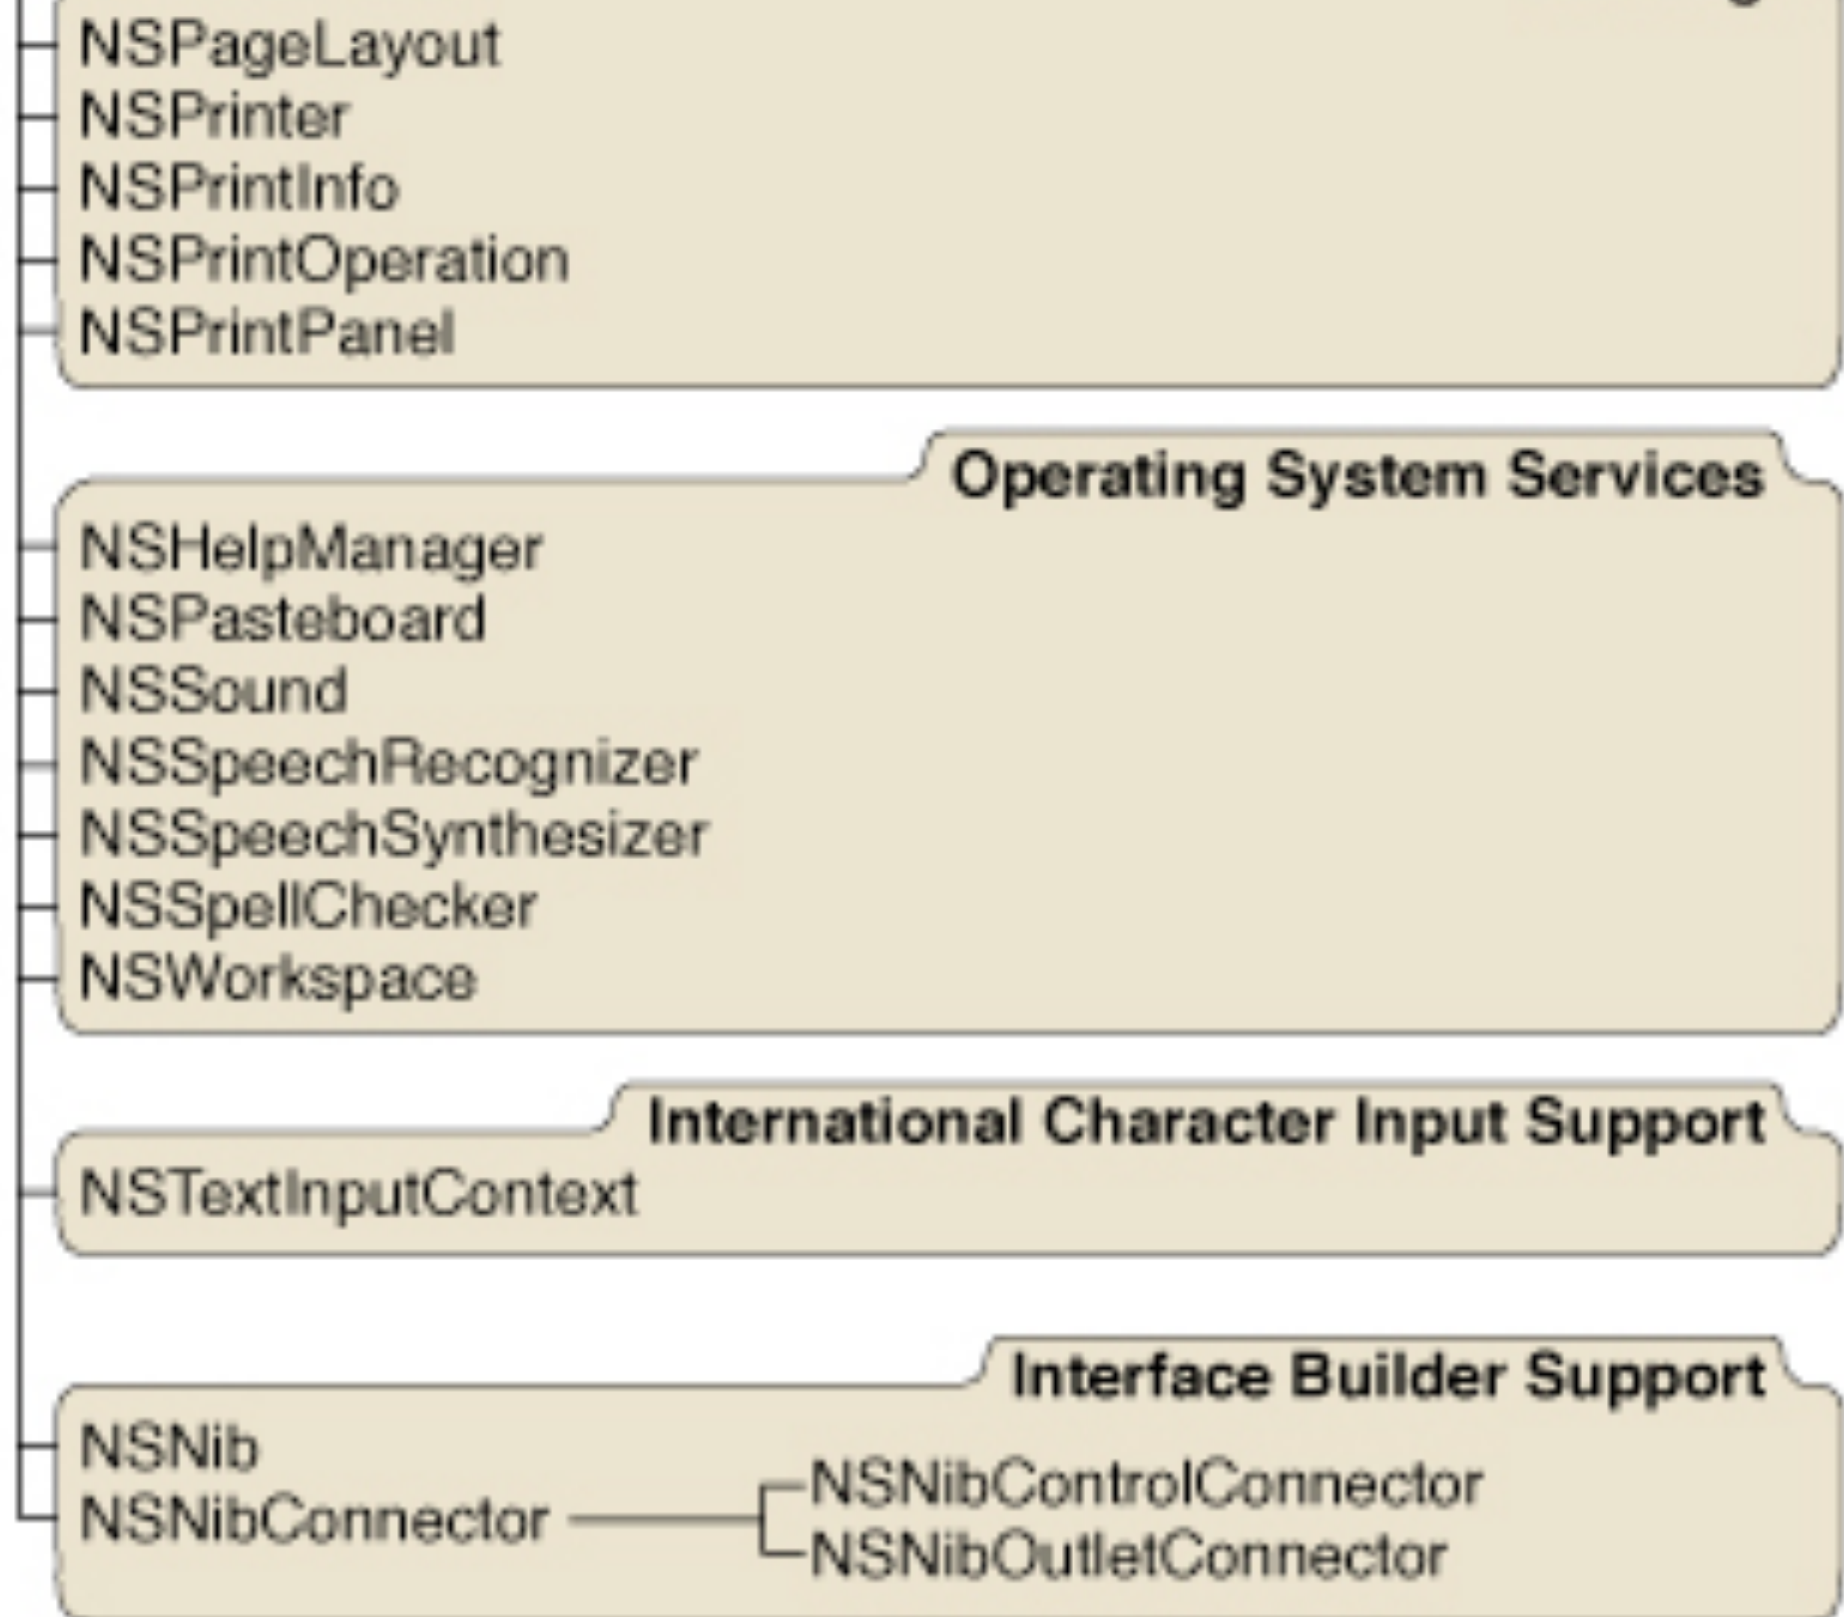 NSPageLayout
NSPrinter
NSPrintInfo
NSPrintOperation
NSPrintPanel
Operating System Services
NSHelpManager
NSPasteboard
NSSound
NSSpeechRecognizer
NSSpeechSynthesizer
NSSpellChecker
NSWorkspace
International Character Input Support
NSTextInputContext
Interface Builder Support
NSNib
NSNibConnector
NSNibControlConnector
NSNibOutletConnector